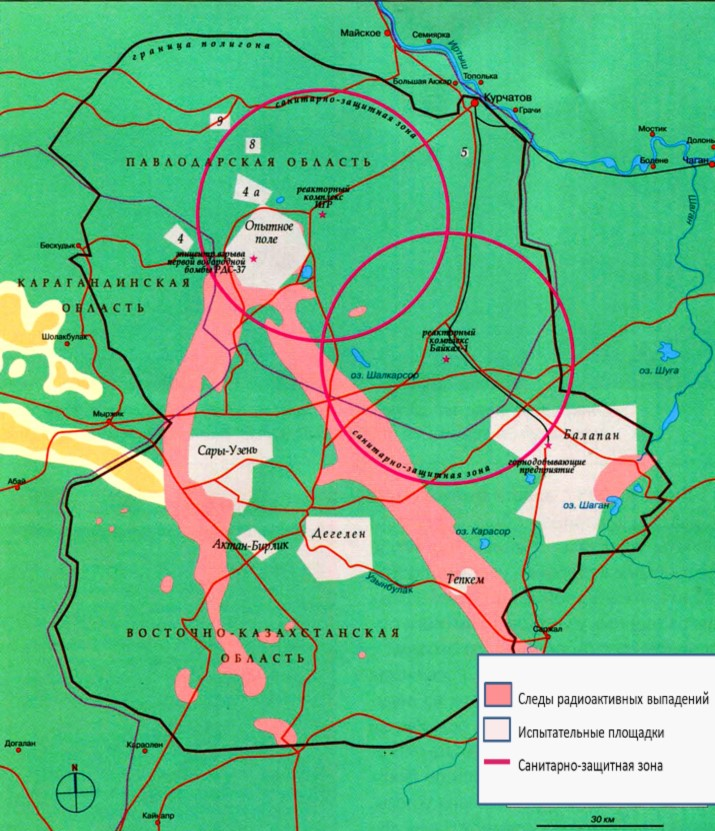 Майское
Семиярка
Иртыш
Большая Акжар
Тополька
Курчатов
Грачи
Мостик
Долонь
Бодене
Чаган
Шаган
граница полигона
санитарно-защитная зона
9
8
5
ПАВЛОДАРСКАЯ ОБЛАСТЬ
4 а
реакторный
комплекс
ИГР
Опытное
поле
4
эпицентр взрыва
первой водородной
бомбы РДС-37
Бескудык
КАРАГАНДИНСКАЯ
ОБЛАСТЬ
Шолакбулак
реакторный
комплекс
Байкал-1
оз. Шалкарсор
оз. Шуга
Мыржик
Балапан
санитарно-защитная зона
горнодобывающие
предприятие
Сары-Узень
Абай
оз. Шаган
Дегелен
оз. Карасор
Актан-Бирлик
Узынбулак
Тепкем
Саржал
ВОСТОЧНО-КАЗАХСТАНСКАЯ
ОБЛАСТЬ
Следы радиоактивных выпадений
Испытательные площадки
Санитарно-защитная зона
Догалан
Караолен
N
Кайнар
30 км